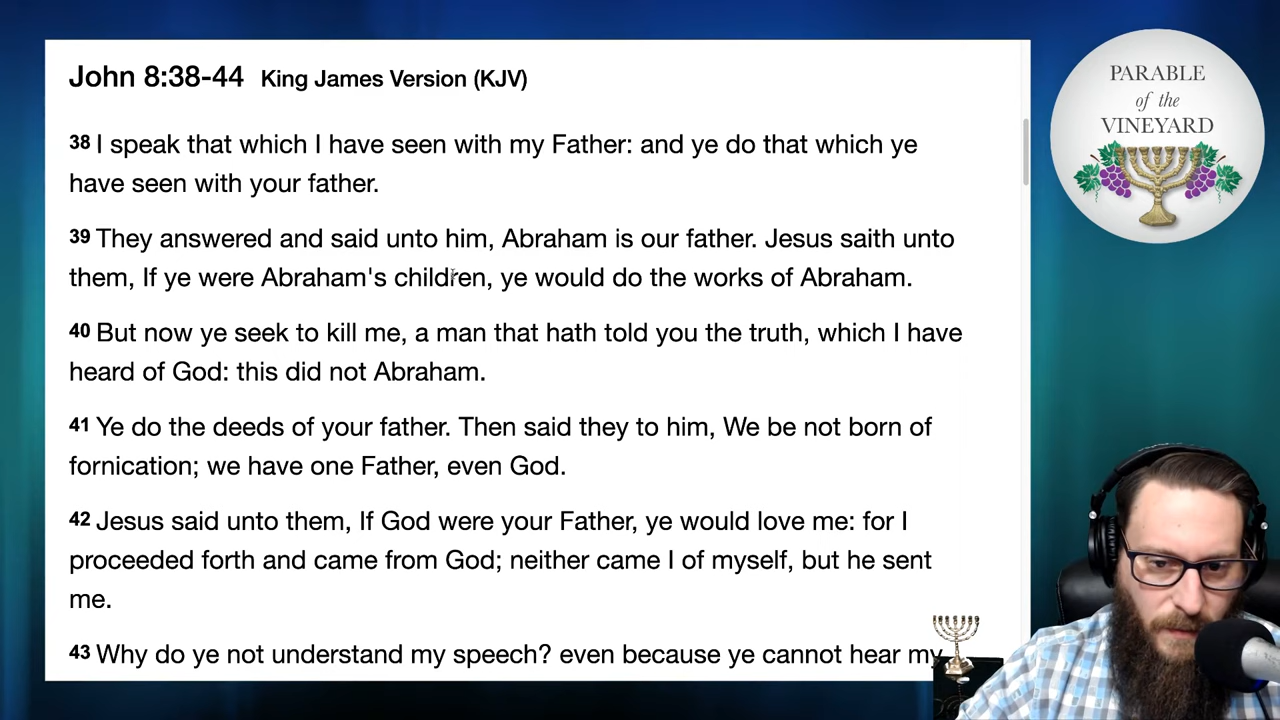 John 8:38-44 King James Version (KJV)
38 I speak that which I have seen with my Father: and ye do that which ye
have seen with your father.
39 They answered and said unto him, Abraham is our father. Jesus saith unto
them, If ye were Abraham's children, ye would do the works of Abraham.
40 But now ye seek to kill me, a man that hath told you the truth, which I have
heard of God: this did not Abraham.
41 Ye do the deeds of your father. Then said they to him, We be not born of
fornication; we have one Father, even God.
42 Jesus said unto them, If God were your Father, ye would love me: for I
proceeded forth and came from God; neither came I of myself, but he sent
me.
43 Why do ye not understand my speech? even because ye cannot hear my
PARABLE
of the
VINEYARD